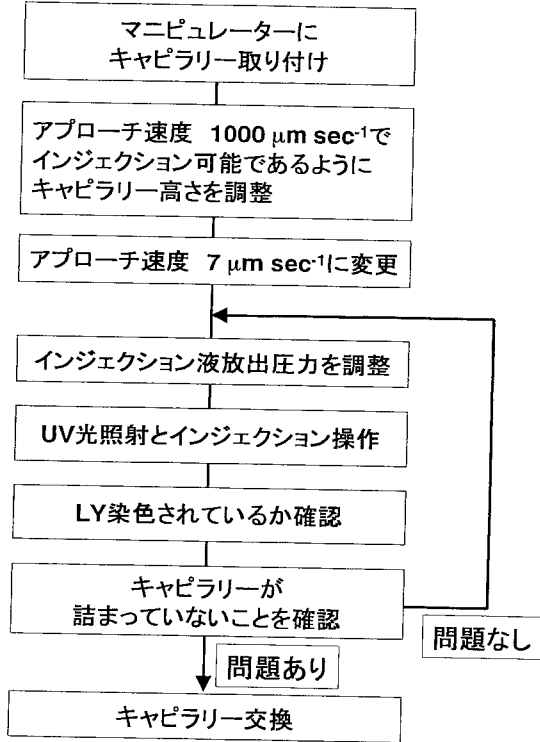 マニピュレーターに
キャピラリー取り付け
アプローチ速度 1000 μm sec-1で
インジェクション可能であるように
キャピラリー高さを調整
アプローチ速度 7 μm sec-1に変更
インジェクション液放出圧力を調整
UV光照射とインジェクション操作
LY染色されているか確認
キャピラリーが
詰まっていないことを確認
問題なし
問題あり
キャピラリー交換